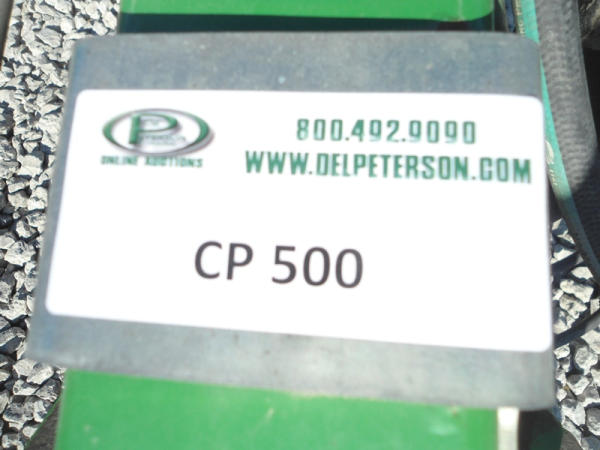 P
ONLINE AUCTIONS
800.492.9090
WWW.DELPETERSON.COM
CP 500